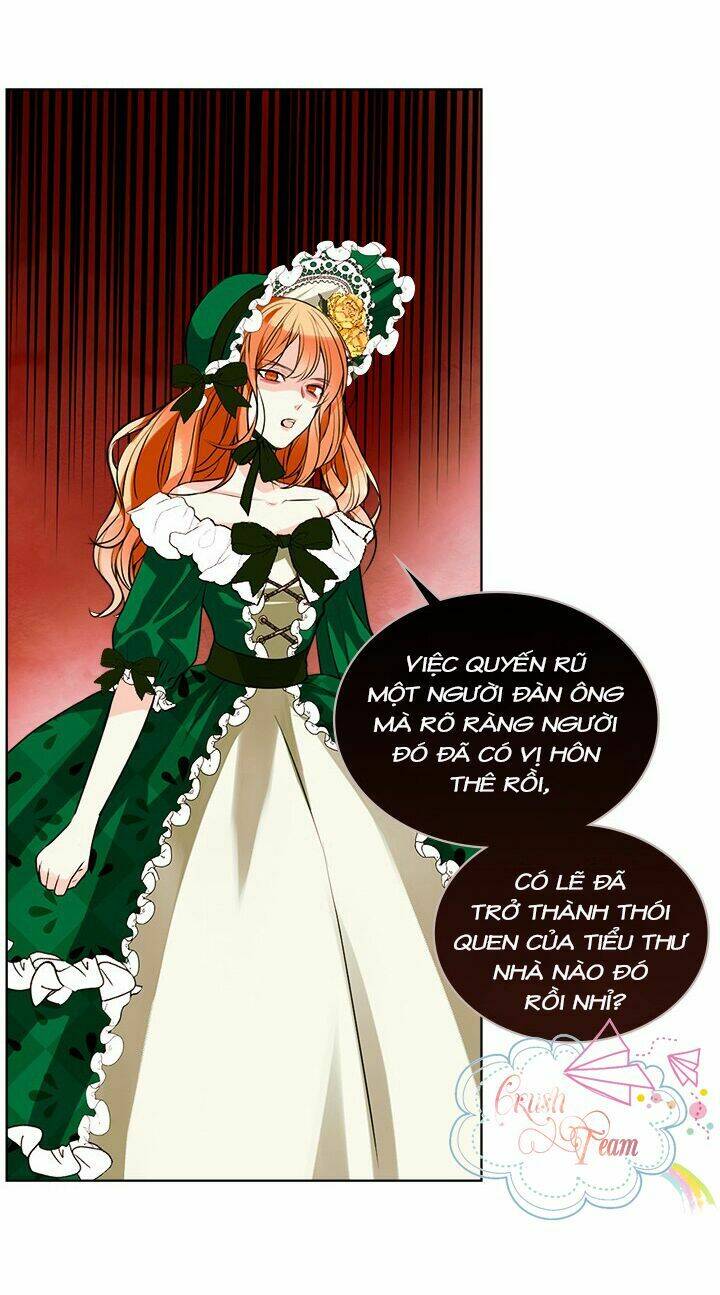 VIỆC QUYẾN RŨ
MỘT NGƯỜI ĐÀN ÔNG
MÀ RÕ RÀNG NGƯỜI
ĐÓ ĐÃ CÓ VỊ HÔN
THÊ RỒI,
CÓ LẼ ĐÃ
TRỞ THÀNH THÓI
QUEN CỦA TIỂU THƯ
NHÀ NÀO ĐÓ
RỒI NHỈ?
Crush
Team